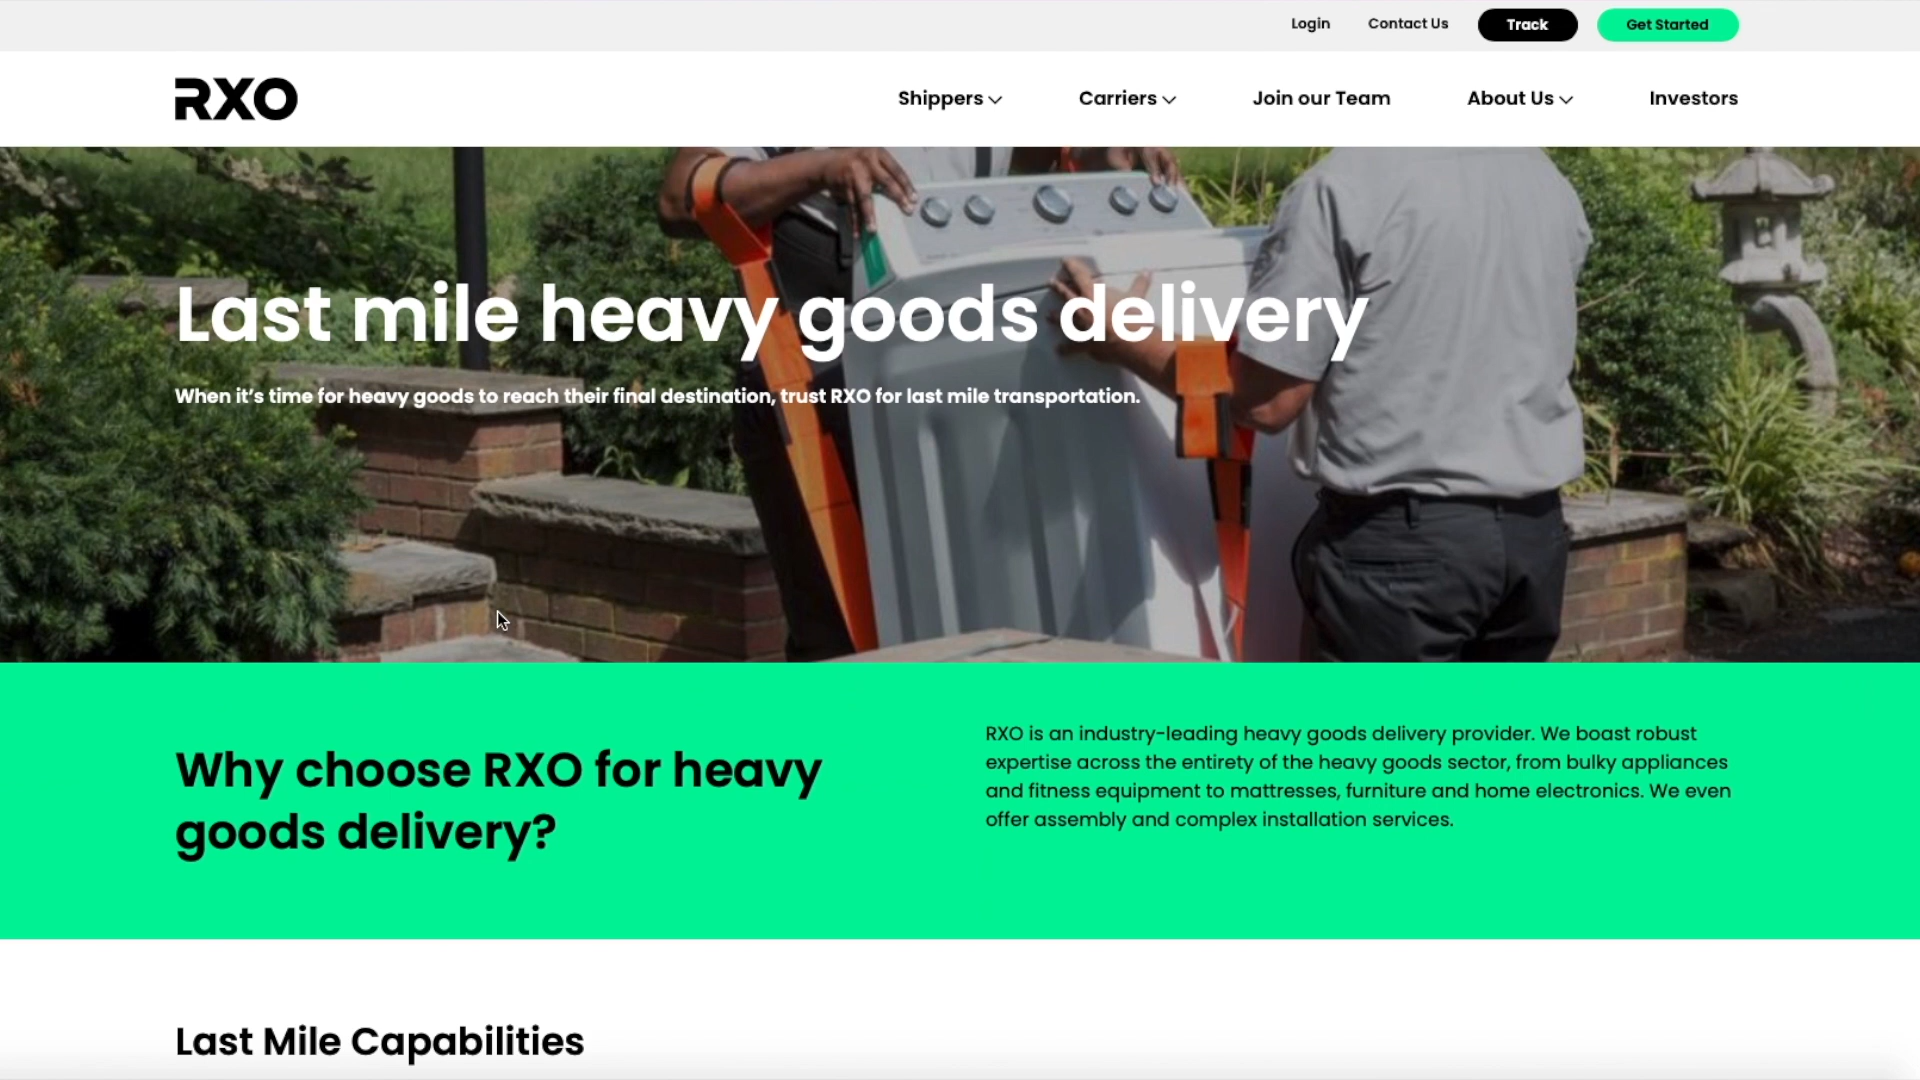 Login Contact Us Track Get Started
RXO Shippers Carriers Join our Team About Us Investors
Last mile heavy goods delivery
When it’s time for heavy goods to reach their final destination, trust RXO for last mile transportation.
Why choose RXO for heavy
goods delivery?
RXO is an industry-leading heavy goods delivery provider. We boast robust
expertise across the entirety of the heavy goods sector, from bulky appliances
and fitness equipment to mattresses, furniture and home electronics. We even
offer assembly and complex installation services.
Last Mile Capabilities